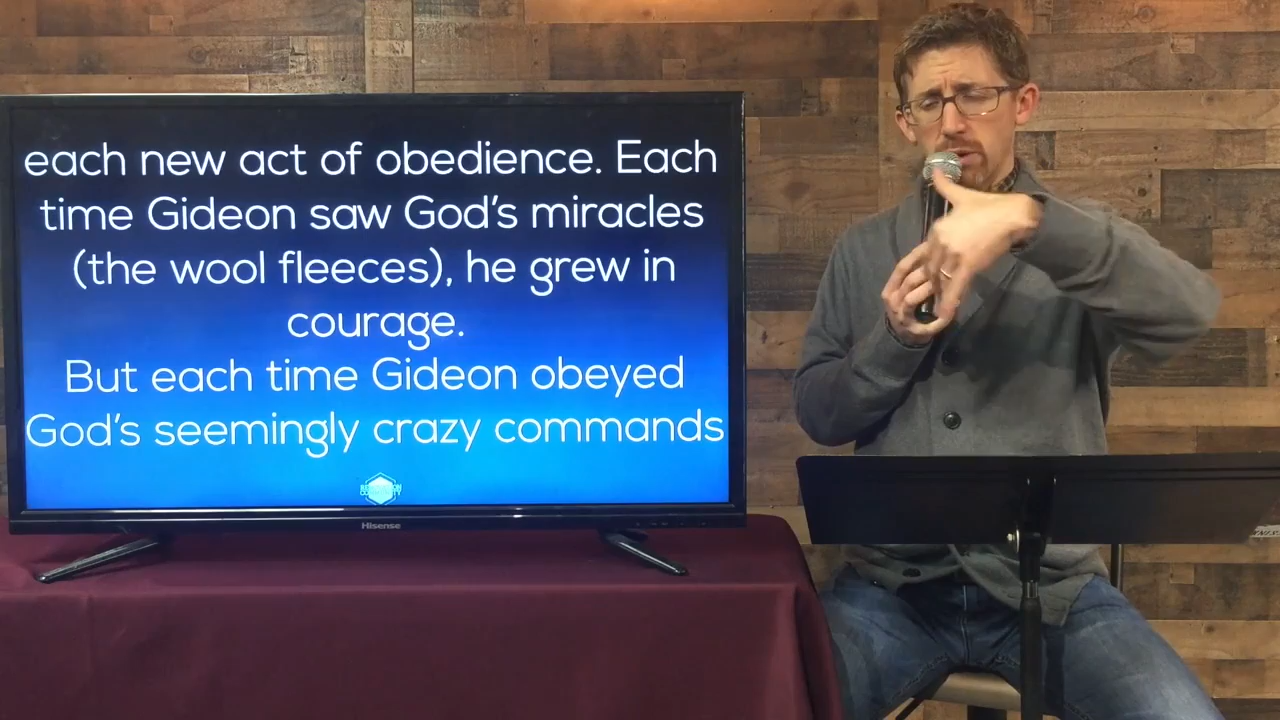 each new act of obedience. Each
time Gideon saw God's miracles
(the wool fleeces), he grew in
courage.
But each time Gideon obeyed
God's seemingly crazy commands
Hisense